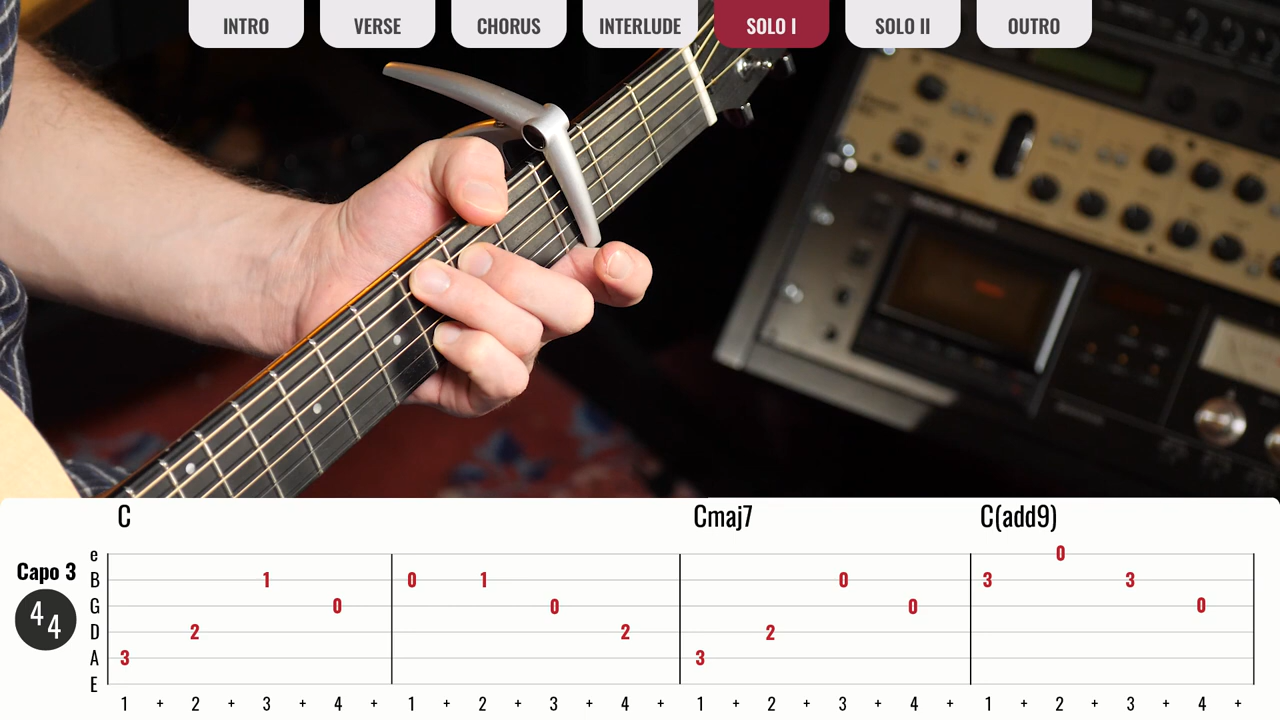 INTRO VERSE CHORUS INTERLUDE SOLO I SOLO II OUTRO
C Cmaj7 C(add9)
Capo 3
4
4
e 0
B 1 0 1 0 3 3
G 0 0 0 0
D 2 2 2
A 3 3
E
1 + 2 + 3 + 4 + 1 + 2 + 3 + 4 + 1 + 2 + 3 + 4 + 1 + 2 + 3 + 4 +